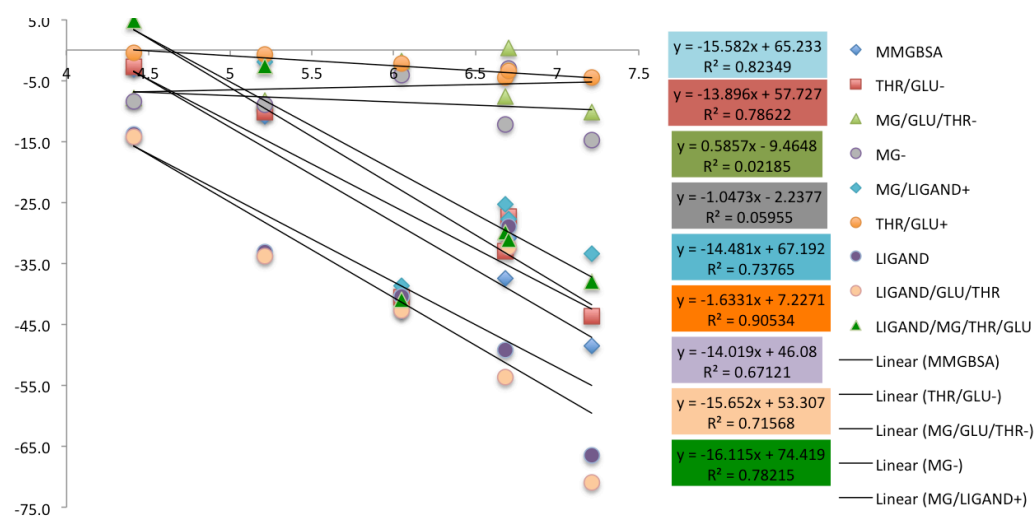 5.0
-5.0
-15.0
-25.0
-35.0
-45.0
-55.0
-65.0
-75.0
4 4.5 5 5.5 6 6.5 7 7.5
y = -15.582x + 65.233
R² = 0.82349
y = -13.896x + 57.727
R² = 0.78622
y = 0.5857x - 9.4648
R² = 0.02185
y = -1.0473x - 2.2377
R² = 0.05955
y = -14.481x + 67.192
R² = 0.73765
y = -1.6331x + 7.2271
R² = 0.90534
y = -14.019x + 46.08
R² = 0.67121
y = -15.652x + 53.307
R² = 0.71568
y = -16.115x + 74.419
R² = 0.78215
MMGBSA
THR/GLU-
MG/GLU/THR-
MG-
MG/LIGAND+
THR/GLU+
LIGAND
LIGAND/GLU/THR
LIGAND/MG/THR/GLU
Linear (MMGBSA)
Linear (THR/GLU-)
Linear (MG/GLU/THR-)
Linear (MG-)
Linear (MG/LIGAND+)